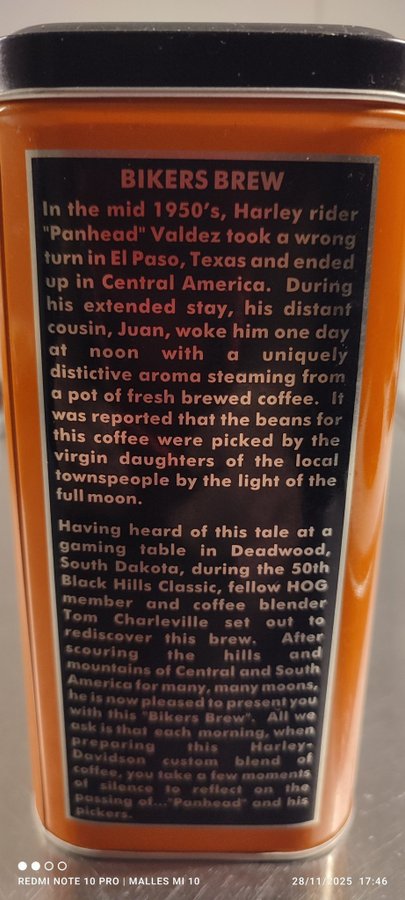 BIKERS BREW
In the mid 1950's, Harley rider
"Panhead" Valdez took a wrong
turn in El Paso, Texas and ended
up in Central America. During
his extended stay, his distant
cousin, Juan, woke him one day
at noon with a uniquely
distictive aroma steaming from
a pot of fresh brewed coffee. It
was reported that the beans for
this coffee were picked by the
virgin daughters of the local
townspeople by the light of the
full moon.
Having heard of this tale at a
gaming table in Deadwood,
South Dakota, during the 50th
Black Hills Classic, fellow HOG
member and coffee blender
Tom Charleville set out to
rediscover this brew. After
scouring the hills and
mountains of Central and South
America for many, many moons,
he is now pleased to present you
with this "Bikers Brew". All we
ask is that each morning, when
preparing this Harley-
Davidson custom blend of
coffee, you take a few moments
of silence to reflect on the
passing of..."Panhead" and his
pickers.
REDMI NOTE 10 PRO | MALLES MI 10
28/11/2025 17:46